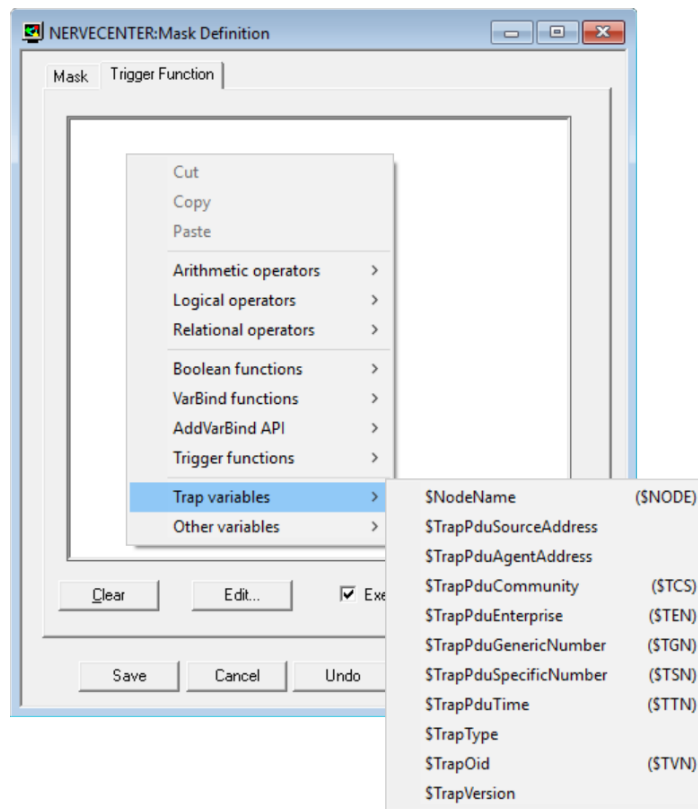 NERVECENTER:Mask Definition
Mask Trigger Function
Cut
Copy
Paste
Arithmetic operators >
Logical operators >
Relational operators >
Boolean functions >
VarBind functions >
AddVarBind API >
Trigger functions >
Trap variables >
Other variables >
$NodeName ($NODE)
$TrapPduSourceAddress
$TrapPduAgentAddress
$TrapPduCommunity ($TCS)
$TrapPduEnterprise ($TEN)
$TrapPduGenericNumber ($TGN)
$TrapPduSpecificNumber ($TSN)
$TrapPduTime ($TTN)
$TrapType
$TrapOid ($TVN)
$TrapVersion
Clear Edit... Exe
Save Cancel Undo